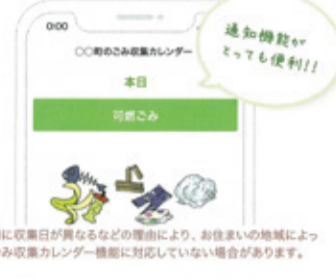 通知機能が
とっても便利!!
0:00
○○町のごみ収集カレンダー
本日
可燃ごみ
に収集日が異なるなどの理由により、お住まいの地域によっ
み収集カレンダー機能に対応していない場合があります。